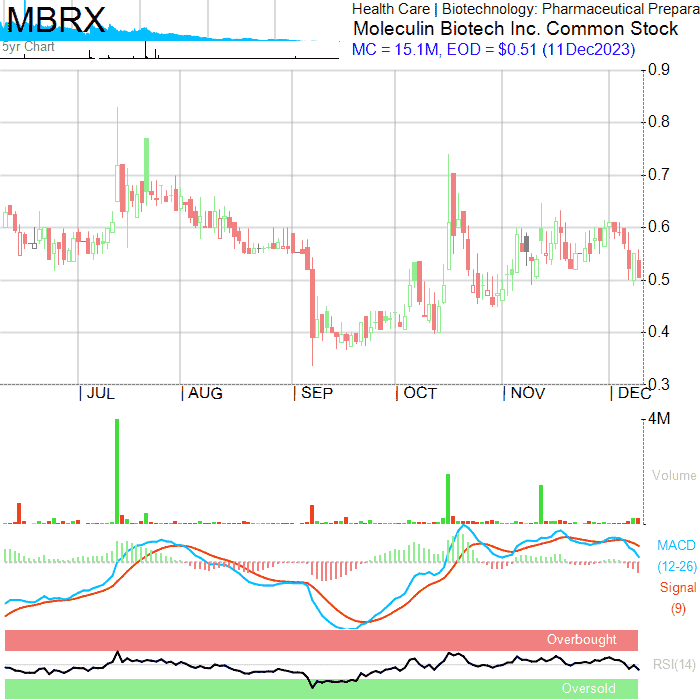 MBRX
5yr Chart
Health Care | Biotechnology: Pharmaceutical Prepara
Moleculin Biotech Inc. Common Stock
MC = 15.1M, EOD = $0.51 (11Dec2023)
0.9
0.8
0.7
0.6
0.5
0.4
0.3
| JUL | AUG | SEP | OCT | NOV | DEC
4M
Volume
MACD
(12-26)
Signal
(9)
Overbought
RSI(14)
Oversold